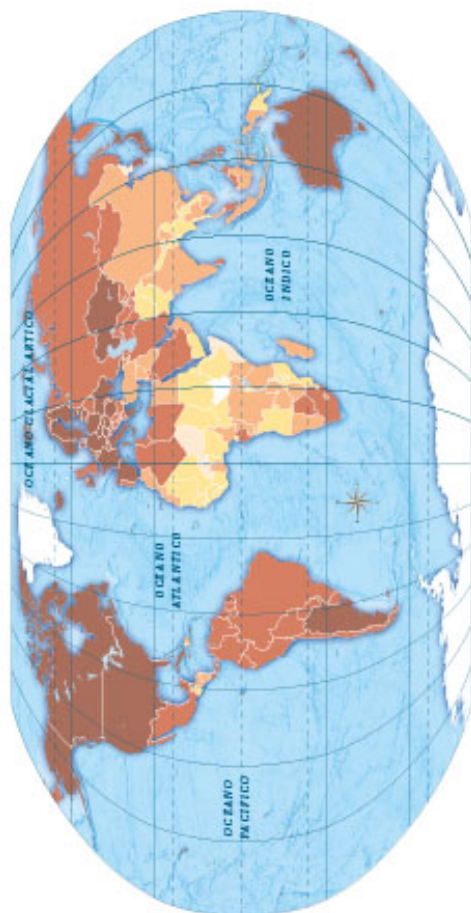 OCEANO GLACIAL ARTICO
OCEANO
PACIFICO
OCEANO
ATLANTICO
OCEANO
INDICO